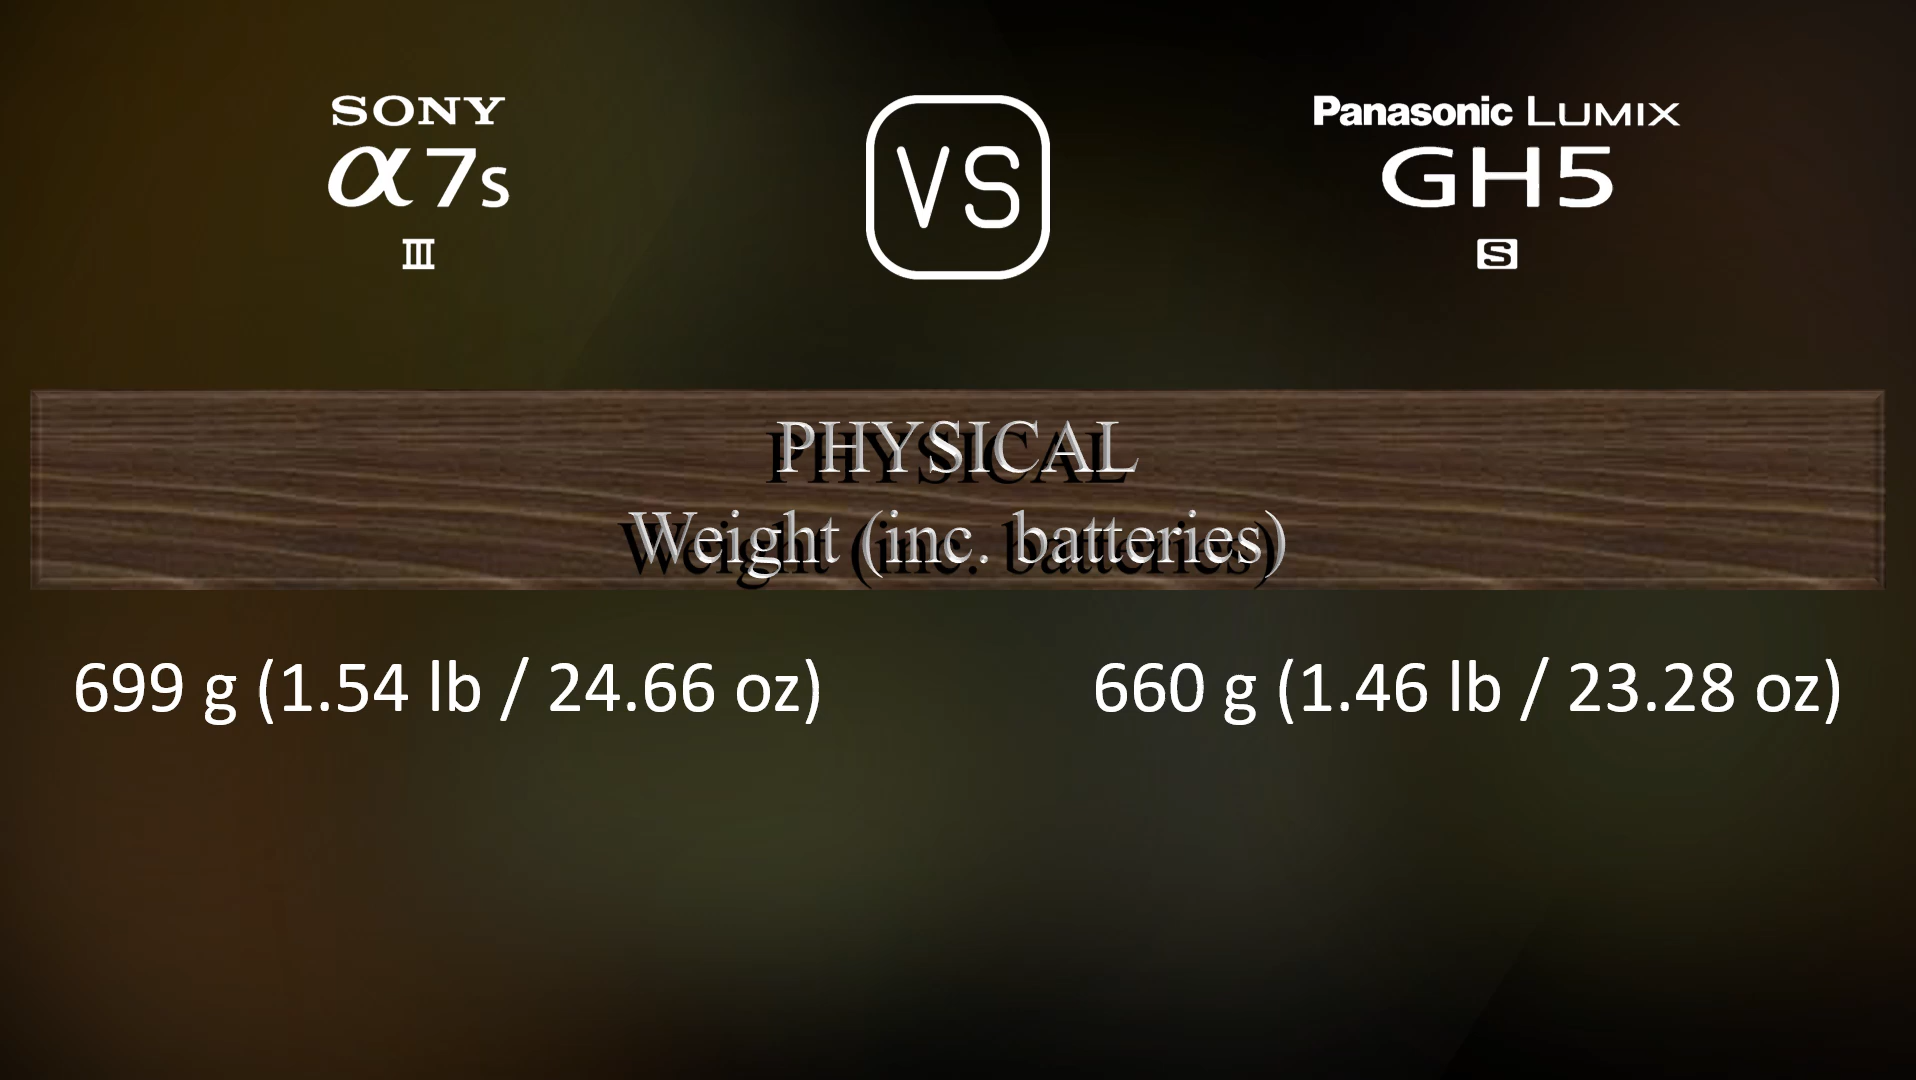 SONY
α7s
III
VS
Panasonic LUMIX
GH5
S
PHYSICAL
Weight (inc. batteries)
699 g (1.54 lb / 24.66 oz)
660 g (1.46 lb / 23.28 oz)